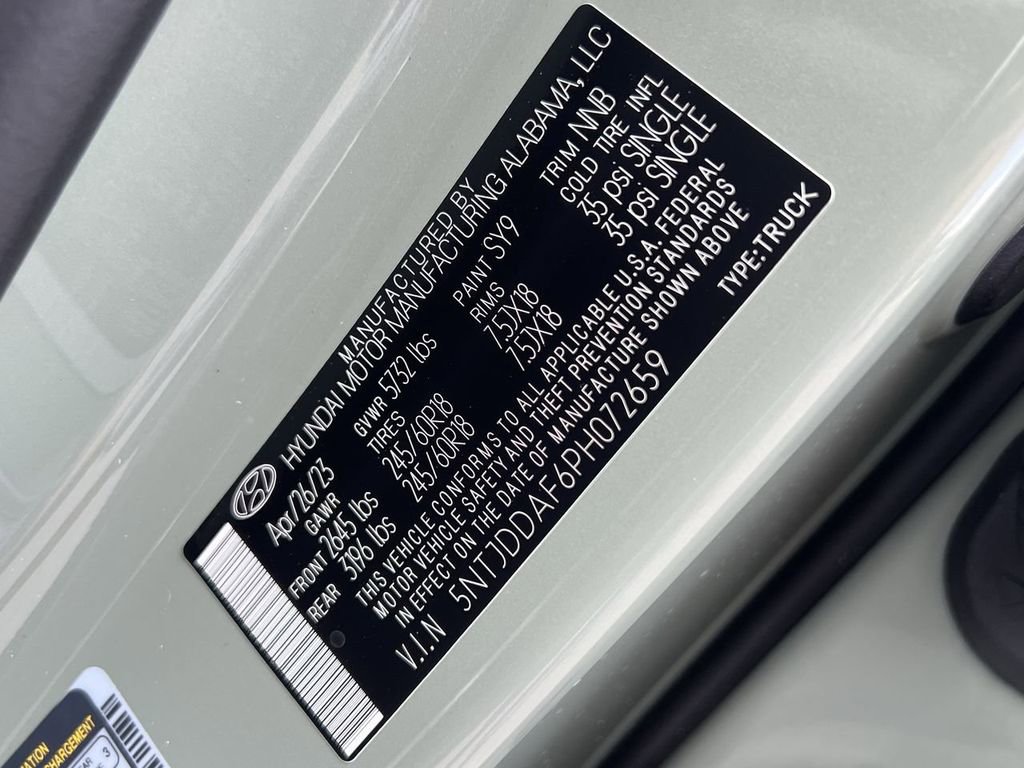 MANUFACTURED BY
HYUNDAI MOTOR MANUFACTURING ALABAMA, LLC
Apr/26/23 GVWR 5732 lbs PAINT SY9 TRIM NNB
GAWR TIRES RIMS COLD TIRE INFL
FRONT 2645 lbs 245/60R18 7.5JX18 35 psi SINGLE
REAR 3196 lbs 245/60R18 7.5JX18 35 psi SINGLE
THIS VEHICLE CONFORMS TO ALL APPLICABLE U.S.A. FEDERAL
MOTOR VEHICLE SAFETY AND THEFT PREVENTION STANDARDS
IN EFFECT ON THE DATE OF MANUFACTURE SHOWN ABOVE
V.I.N 5NTJDDAF6PH072659 TYPE:TRUCK
3